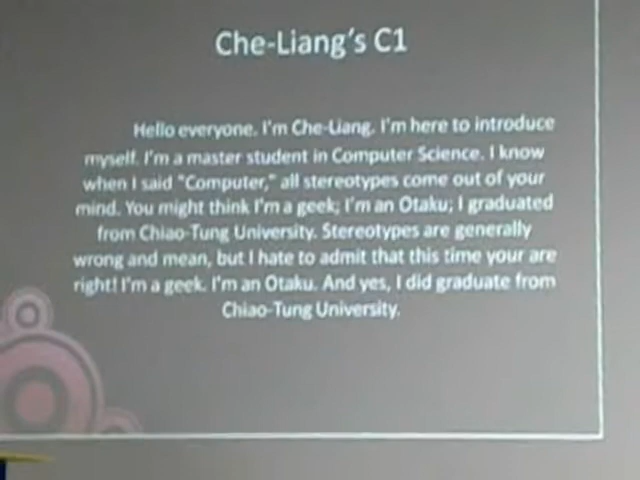 Che-Liang's C1
Hello everyone. I'm Che-Liang. I'm here to introduce
myself. I'm a master student in Computer Science. I know
when I said "Computer," all stereotypes come out of your
mind. You might think I'm a geek; I'm an Otaku; I graduated
from Chiao-Tung University. Stereotypes are generally
wrong and mean, but I hate to admit that this time your are
right! I'm a geek. I'm an Otaku. And yes, I did graduate from
Chiao-Tung University.